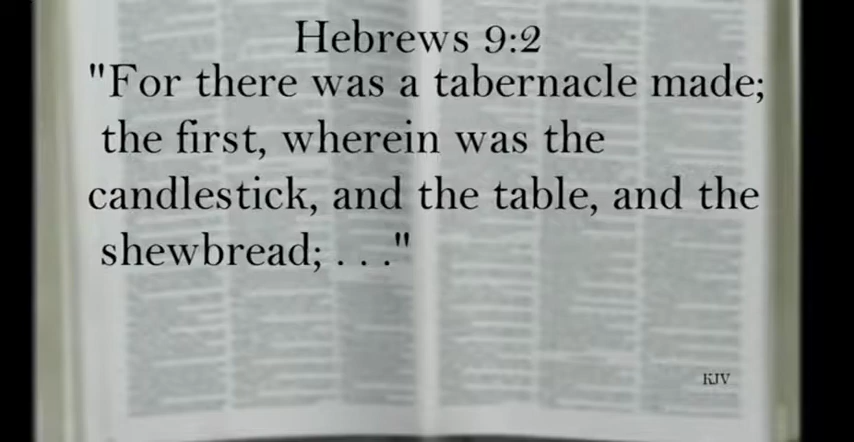 Hebrews 9:2
"For there was a tabernacle made;
the first, wherein was the
candlestick, and the table, and the
shewbread; . . ."
KJV